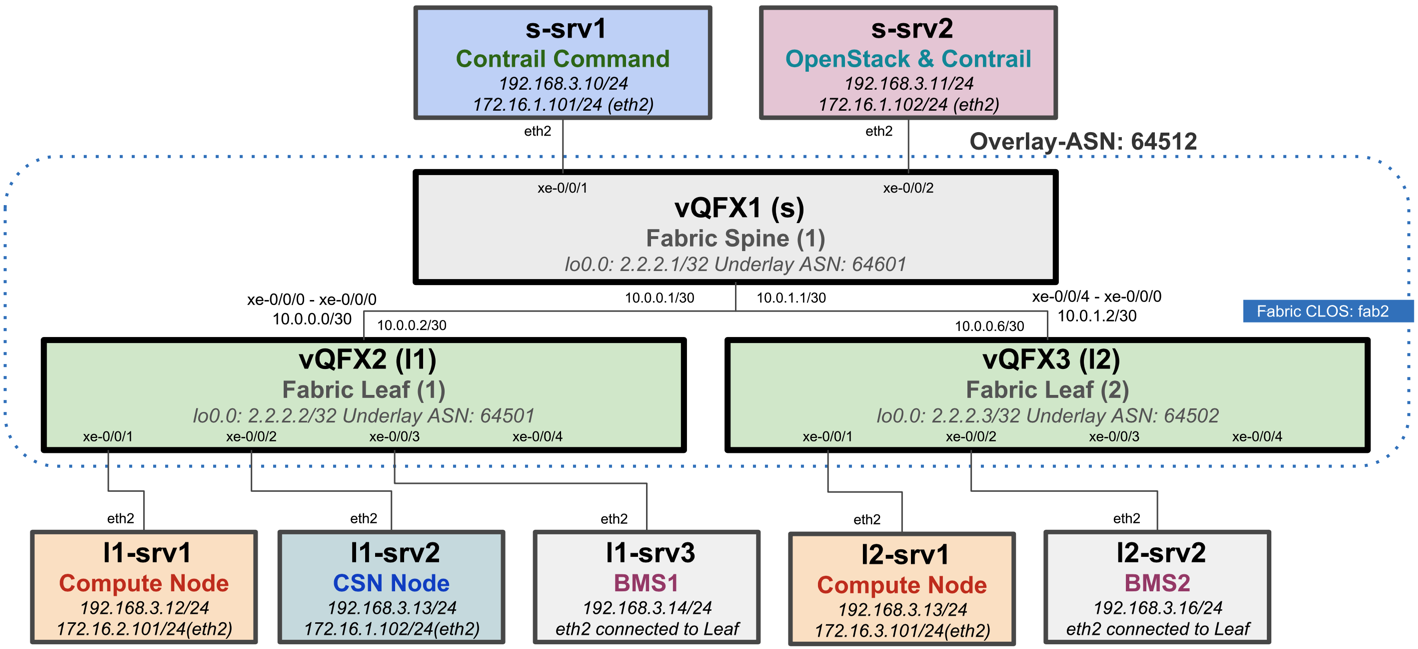 s-srv1
Contrail Command
192.168.3.10/24
172.16.1.101/24 (eth2)
s-srv2
OpenStack & Contrail
192.168.3.11/24
172.16.1.102/24 (eth2)
eth2
eth2
Overlay-ASN: 64512
xe-0/0/1
xe-0/0/2
vQFX1 (s)
Fabric Spine (1)
lo0.0: 2.2.2.1/32 Underlay ASN: 64601
xe-0/0/0 - xe-0/0/0
10.0.0.0/30
10.0.0.1/30
10.0.1.1/30
xe-0/0/4 - xe-0/0/0
10.0.1.2/30
Fabric CLOS: fab2
10.0.0.2/30
10.0.0.6/30
vQFX2 (l1)
Fabric Leaf (1)
lo0.0: 2.2.2.2/32 Underlay ASN: 64501
xe-0/0/1
xe-0/0/2
xe-0/0/3
xe-0/0/4
vQFX3 (l2)
Fabric Leaf (2)
lo0.0: 2.2.2.3/32 Underlay ASN: 64502
xe-0/0/1
xe-0/0/2
xe-0/0/3
xe-0/0/4
eth2
eth2
eth2
eth2
eth2
l1-srv1
Compute Node
192.168.3.12/24
172.16.2.101/24(eth2)
l1-srv2
CSN Node
192.168.3.13/24
172.16.1.102/24(eth2)
l1-srv3
BMS1
192.168.3.14/24
eth2 connected to Leaf
l2-srv1
Compute Node
192.168.3.13/24
172.16.3.101/24(eth2)
l2-srv2
BMS2
192.168.3.16/24
eth2 connected to Leaf